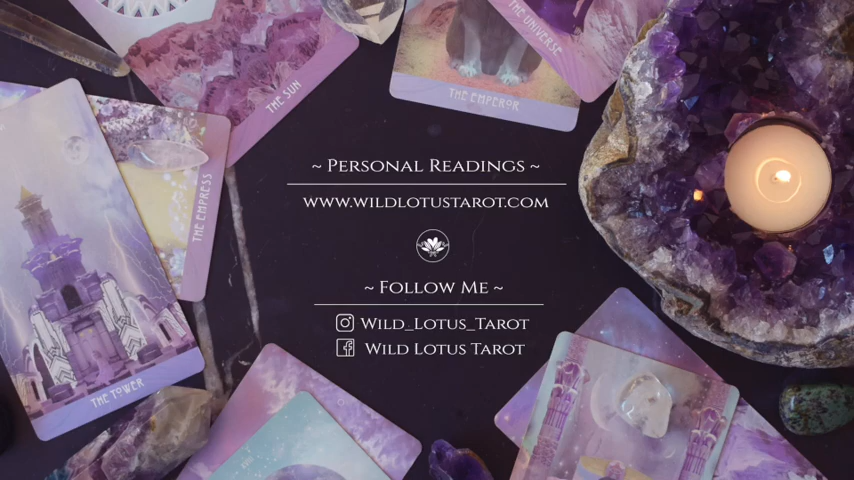 THE SUN
THE EMPEROR
THE UNIVERSE
THE EMPRESS
THE TOWER
~ PERSONAL READINGS ~
WWW.WILDLOTUSTAROT.COM
~ FOLLOW ME ~
WILD_LOTUS_TAROT
WILD LOTUS TAROT